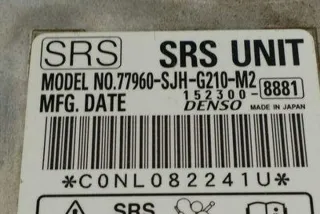 SRS SRS UNIT
MODEL NO.77960-SJH-G210-M2
MFG. DATE 152300-8881
DENSO MADE IN JAPAN
*C0NL082241U*
SRS